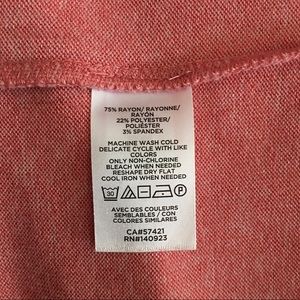 75% RAYON/ RAYONNE/
RAYÓN
22% POLYESTER/
POLIÉSTER
3% SPANDEX
MACHINE WASH COLD
DELICATE CYCLE WITH LIKE
COLORS
ONLY NON-CHLORINE
BLEACH WHEN NEEDED
RESHAPE DRY FLAT
COOL IRON WHEN NEEDED
30
P
AVEC DES COULEURS
SEMBLABLES / CON
COLORES SIMILAR
CA#57421
RN#140923